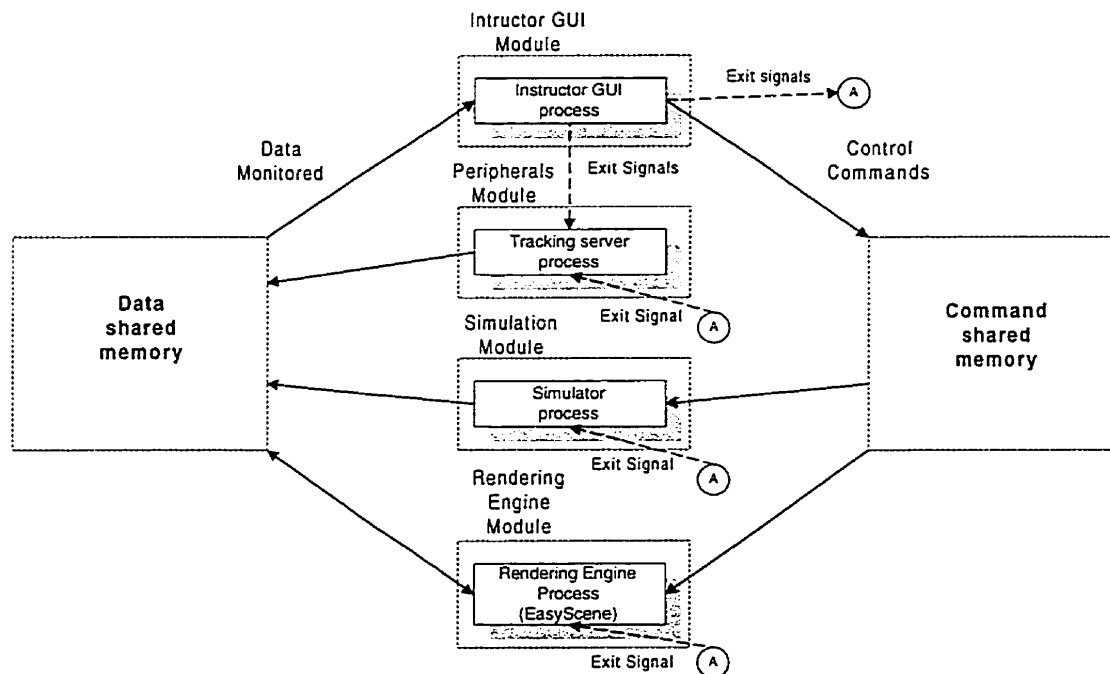 Intructor GUI
Module
Instructor GUI
process
Exit signals
A
Data
Monitored
Exit Signals
Control
Commands
Peripherals
Module
Tracking server
process
Exit Signal
A
Data
shared
memory
Command
shared
memory
Simulation
Module
Simulator
process
Exit Signal
A
Rendering
Engine
Module
Rendering Engine
Process
(EasyScene)
Exit Signal
A